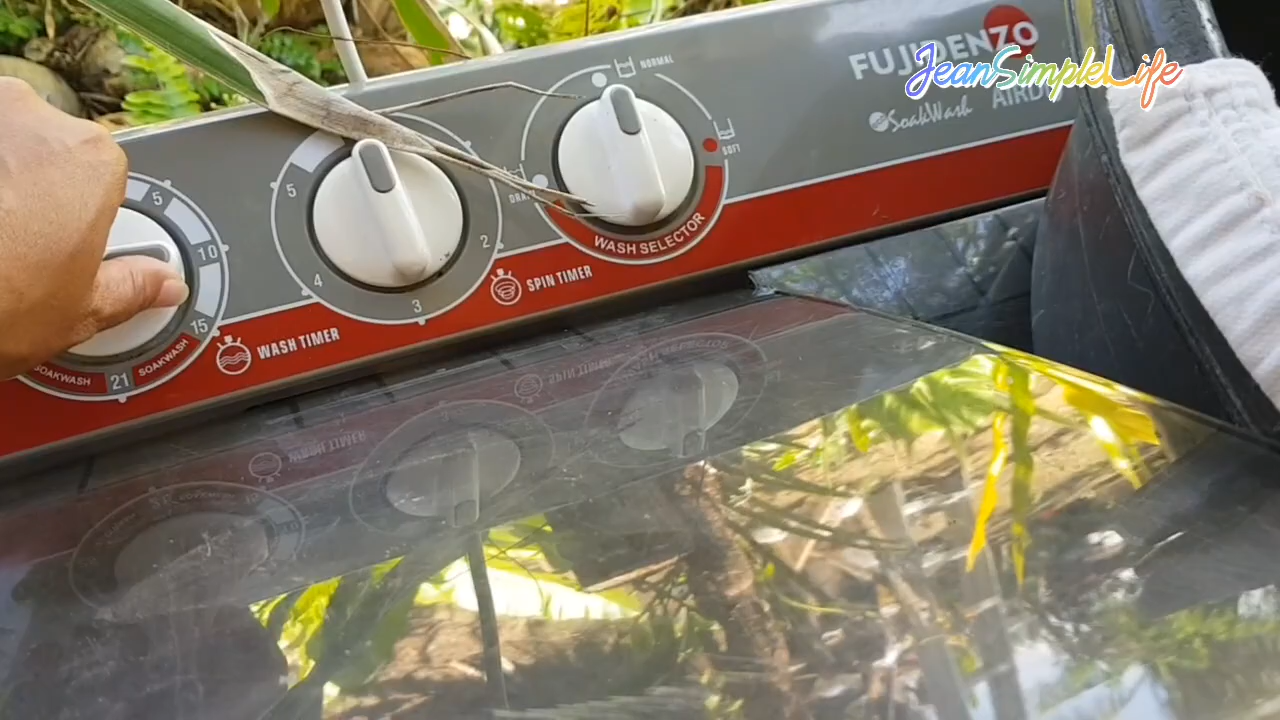 FUJIDENZO
JeanSimpleLife
SoakWash
NORMAL
SOFT
WASH SELECTOR
5
2
3
4
SPIN TIMER
5
10
15
SOAKWASH
21
SOAKWASH
WASH TIMER